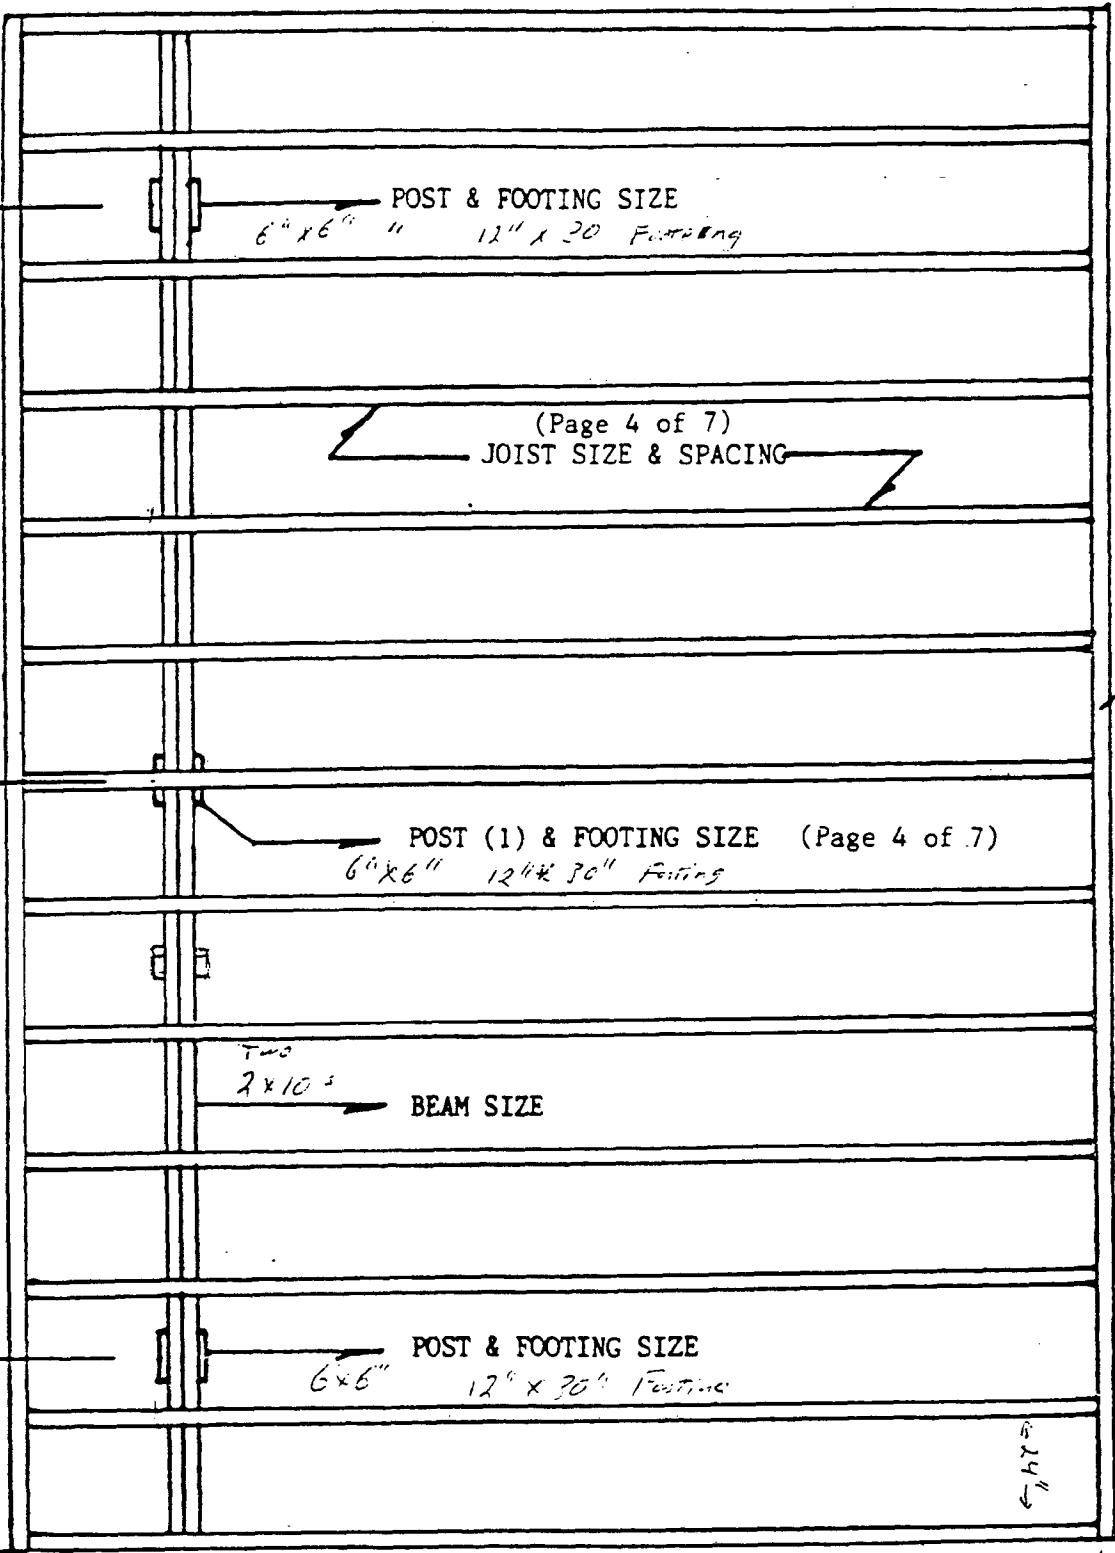 POST & FOOTING SIZE
6"x6" " 12" x 30 Footing
(Page 4 of 7)
JOIST SIZE & SPACING
POST (1) & FOOTING SIZE (Page 4 of 7)
6"x6" 12"x 30" Footing
Two
2x10s
BEAM SIZE
POST & FOOTING SIZE
6x6" 12" x 30" Footing
24"